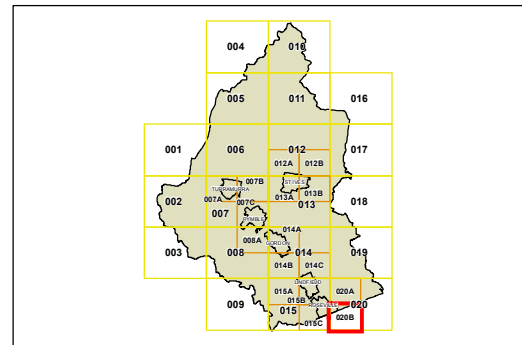 004 010
005 011 016
001 006 012 017
012A 012B
007B ST IVES
TURRAMURRA
002 007A 007C 013A 013B 018
007 013
PYMBLE
014A
008A GORDON
003 008 014 019
014B 014C
LINDFIELD
015A 020A
009 015B
015 ROSEVILLE 020
015C 020B